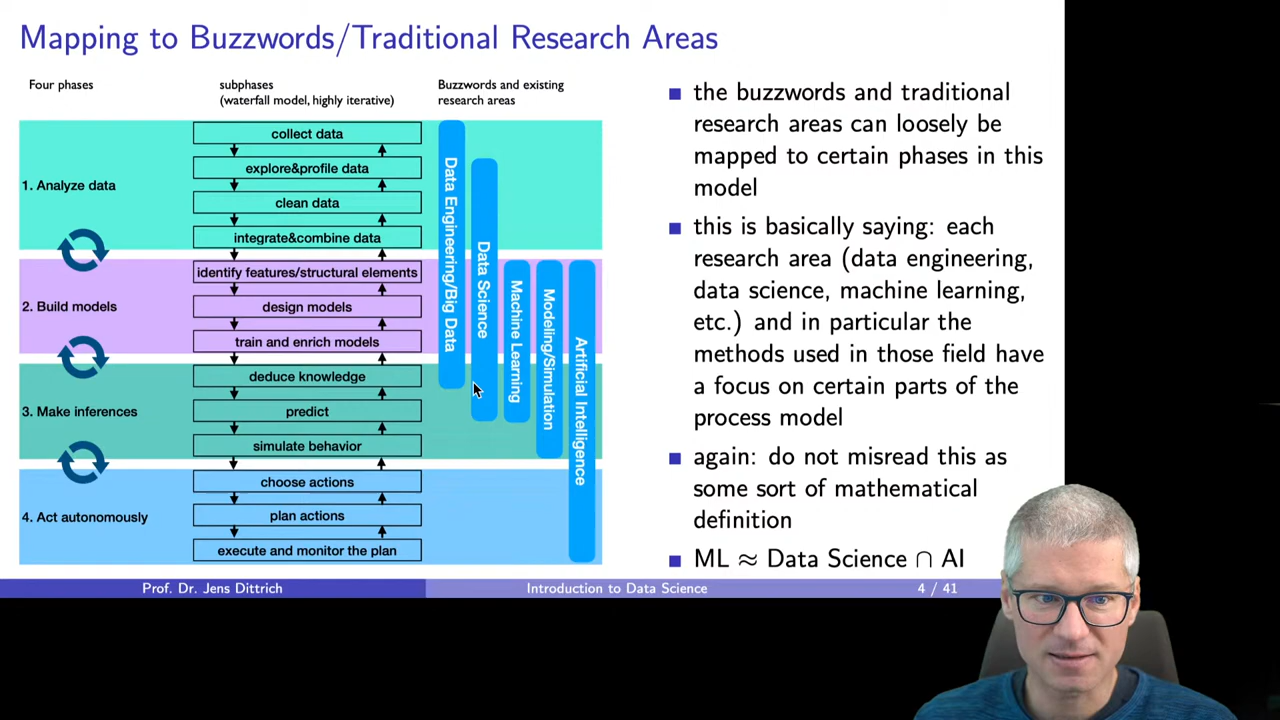 Mapping to Buzzwords/Traditional Research Areas
Four phases
subphases
(waterfall model, highly iterative)
Buzzwords and existing
research areas
1. Analyze data
collect data
explore&profile data
clean data
integrate&combine data
2. Build models
identify features/structural elements
design models
train and enrich models
3. Make inferences
deduce knowledge
predict
simulate behavior
4. Act autonomously
choose actions
plan actions
execute and monitor the plan
Data Engineering/Big Data
Data Science
Machine Learning
Modeling/Simulation
Artificial Intelligence
the buzzwords and traditional
research areas can loosely be
mapped to certain phases in this
model
this is basically saying: each
research area (data engineering,
data science, machine learning,
etc.) and in particular the
methods used in those field have
a focus on certain parts of the
process model
again: do not misread this as
some sort of mathematical
definition
ML ≈ Data Science ∩ AI
Prof. Dr. Jens Dittrich
Introduction to Data Science
4 / 41